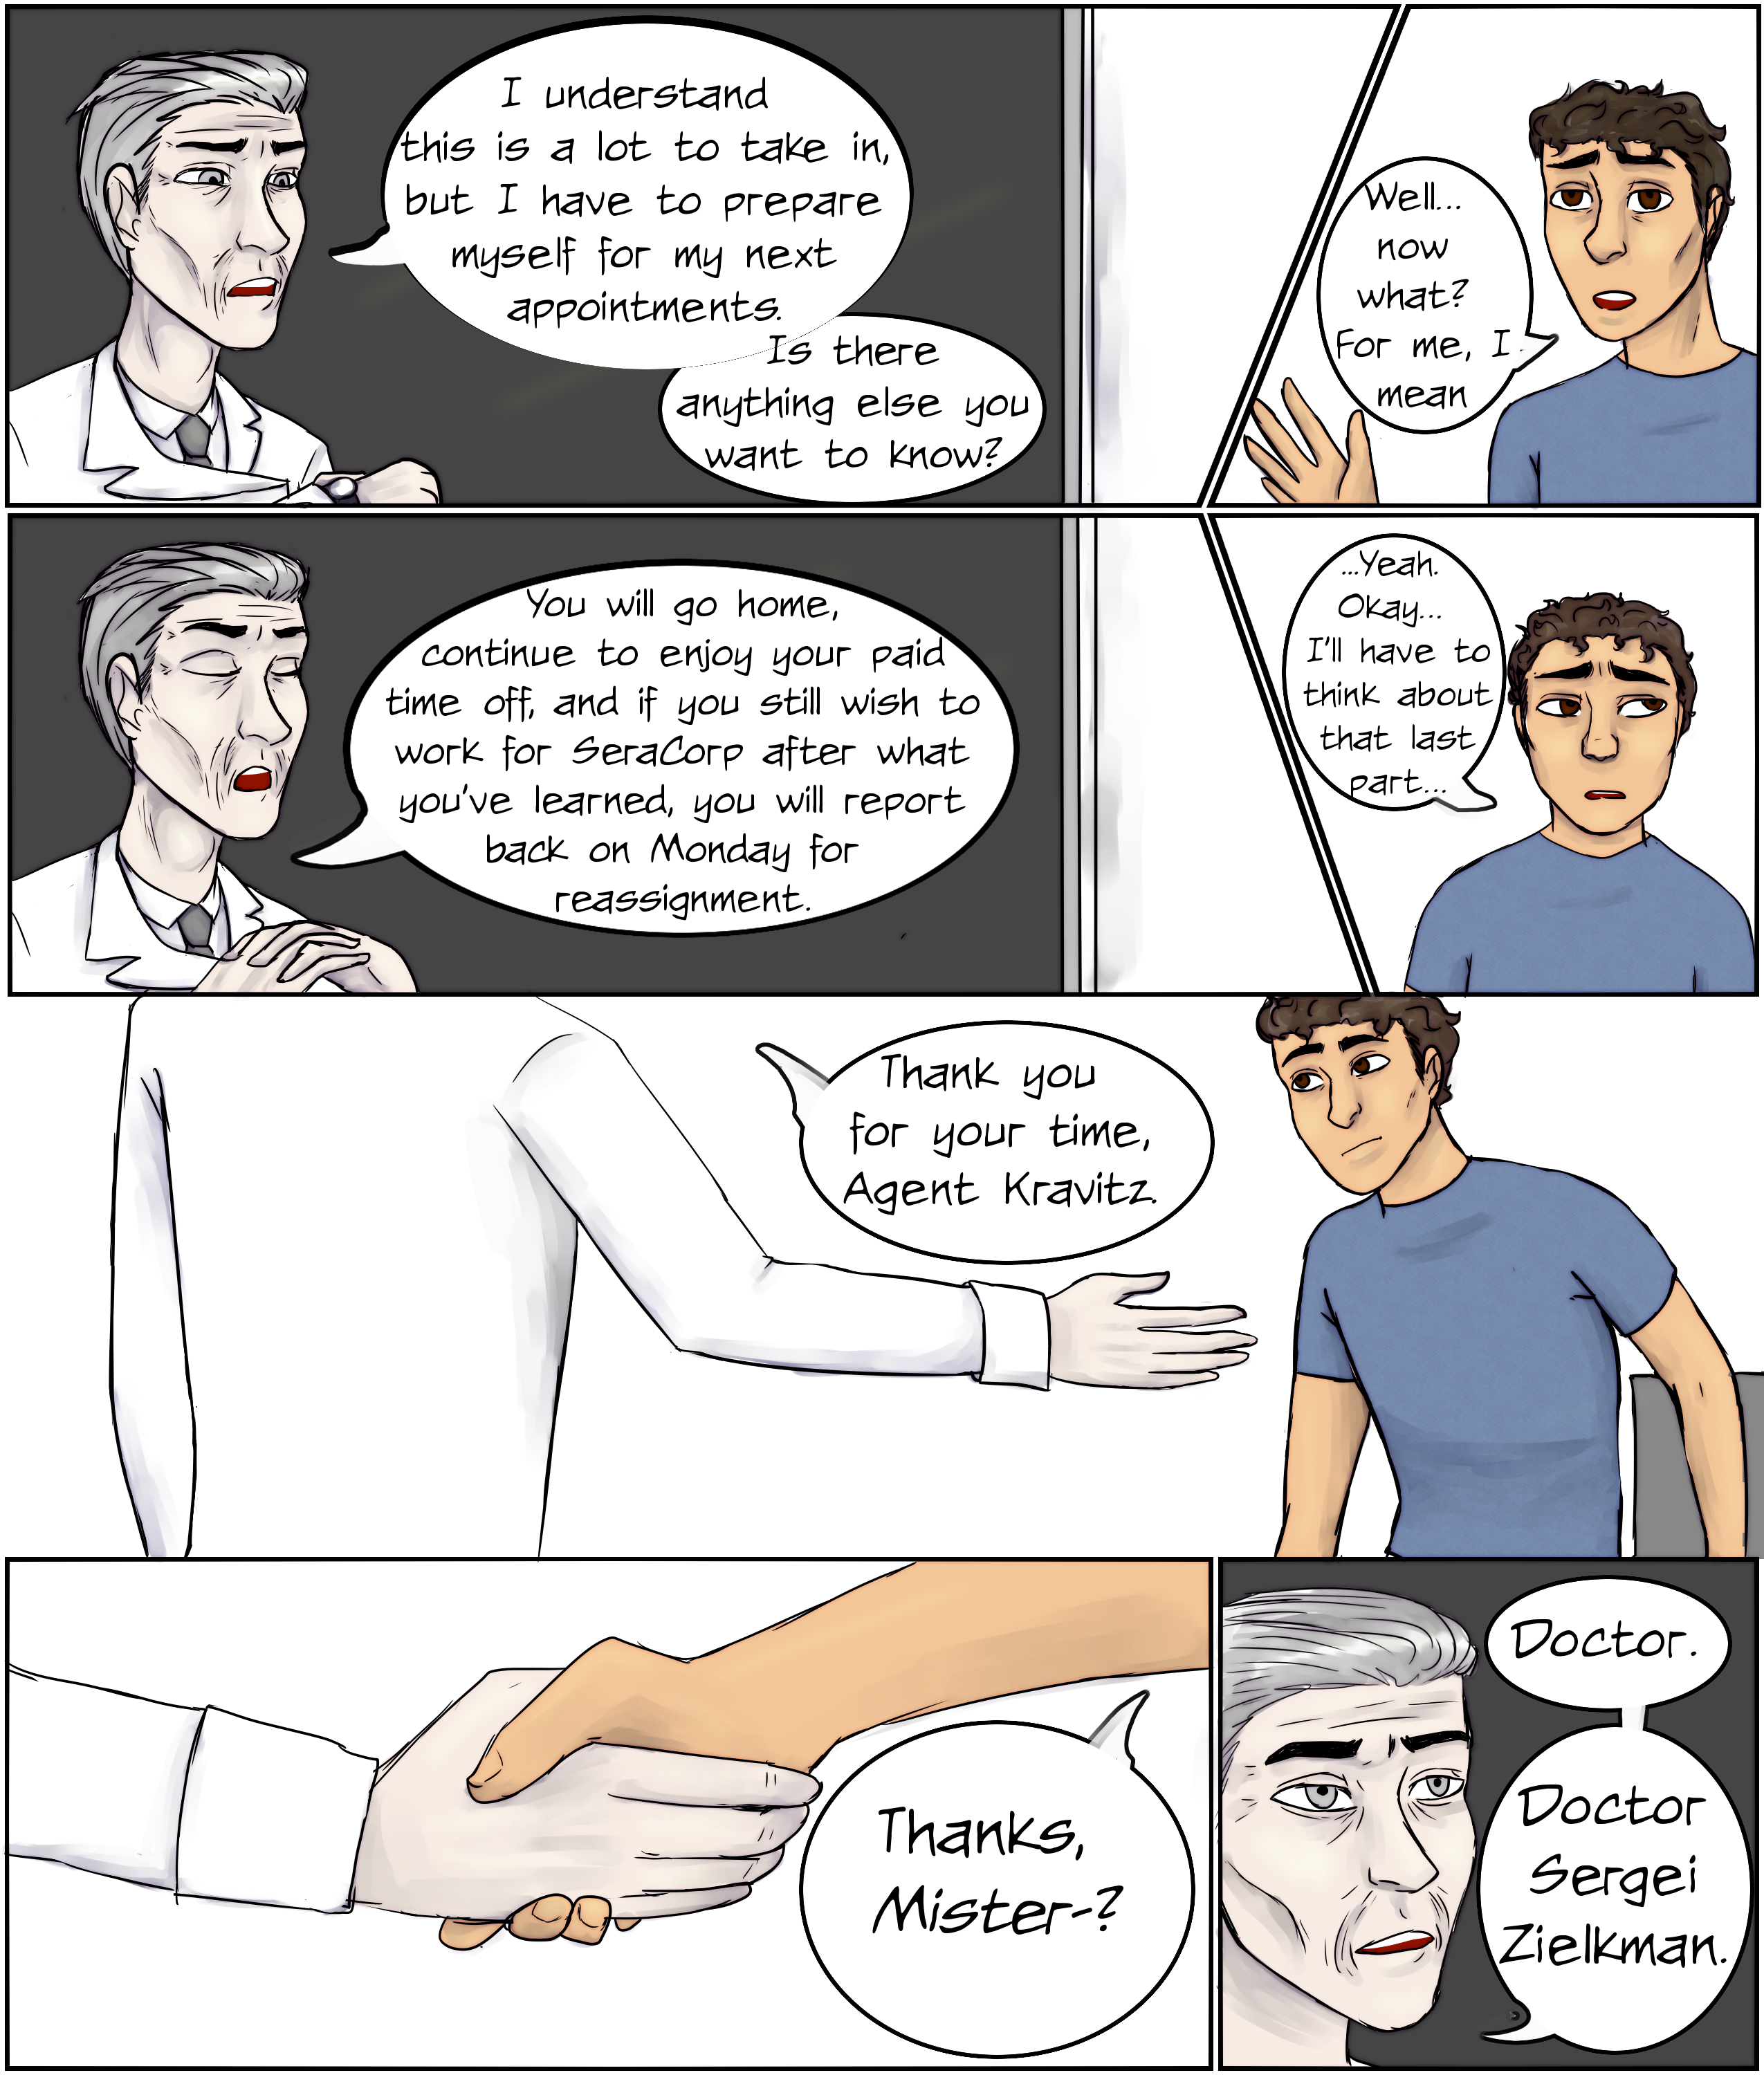 I understand
this is a lot to take in,
but I have to prepare
myself for my next
appointments.
Is there
anything else you
want to know?
Well...
now
what?
For me, I
mean
You will go home,
continue to enjoy your paid
time off, and if you still wish to
work for SeraCorp after what
you've learned, you will report
back on Monday for
reassignment.
...Yeah.
Okay...
I'll have to
think about
that last
part...
Thank you
for your time,
Agent Kravitz.
Thanks,
Mister-?
Doctor.
Doctor
Sergei
Zielkman.